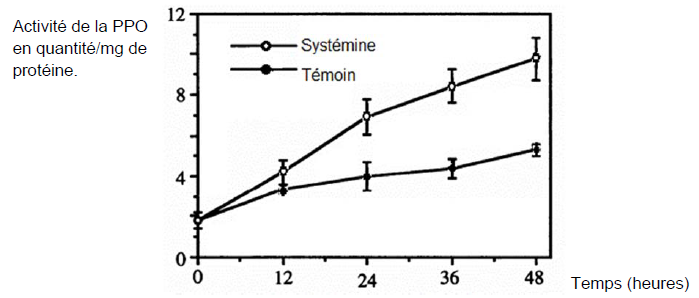 Activité de la PPO
en quantité/mg de
protéine.
12
8
4
0
Systémine
Témoin
0 12 24 36 48
Temps (heures)